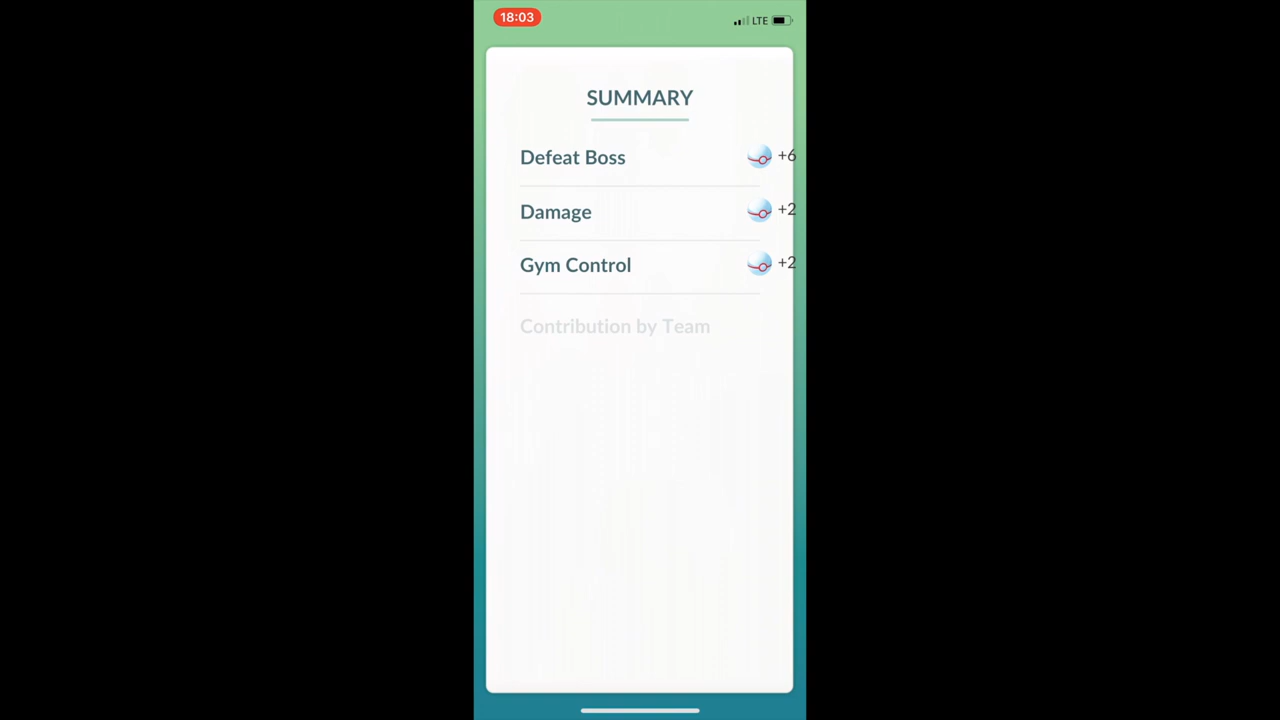 18:03
LTE
SUMMARY
Defeat Boss +6
Damage +2
Gym Control +2
Contribution by Team